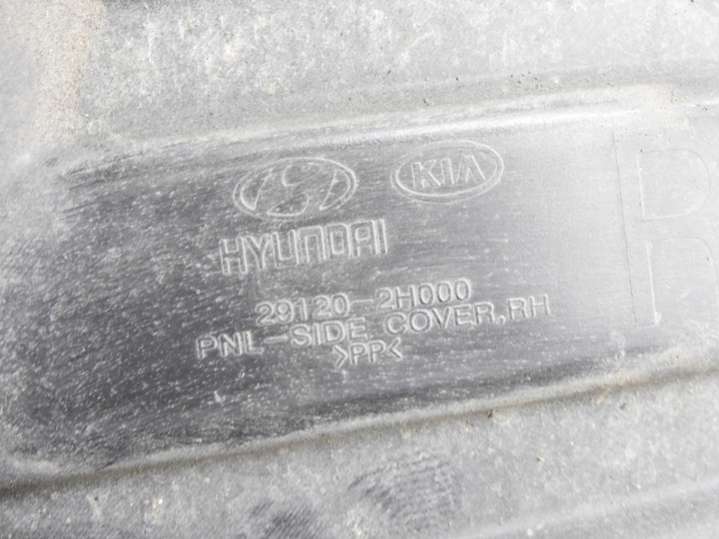 KIA
HYUNDAI
29120-2H000
PNL-SIDE COVER,RH
>PP<
R